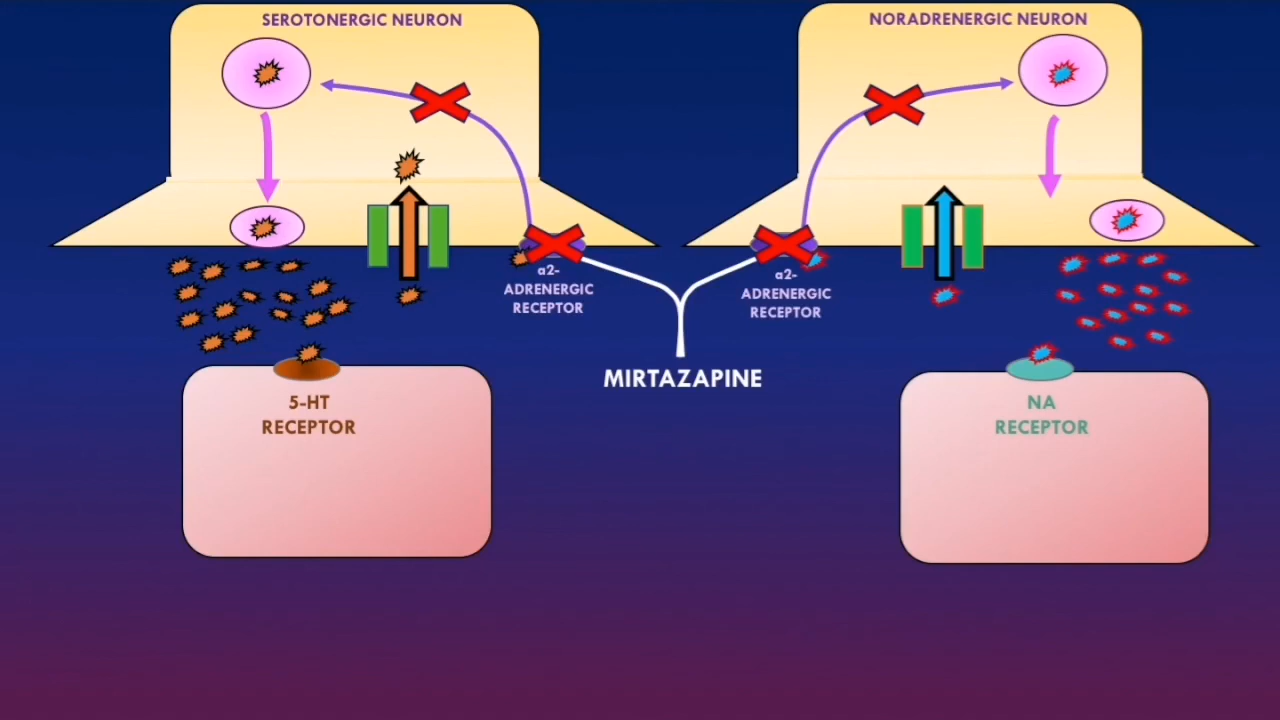 SEROTONERGIC NEURON
NORADRENERGIC NEURON
α2-
ADRENERGIC
RECEPTOR
α2-
ADRENERGIC
RECEPTOR
MIRTAZAPINE
5-HT
RECEPTOR
NA
RECEPTOR